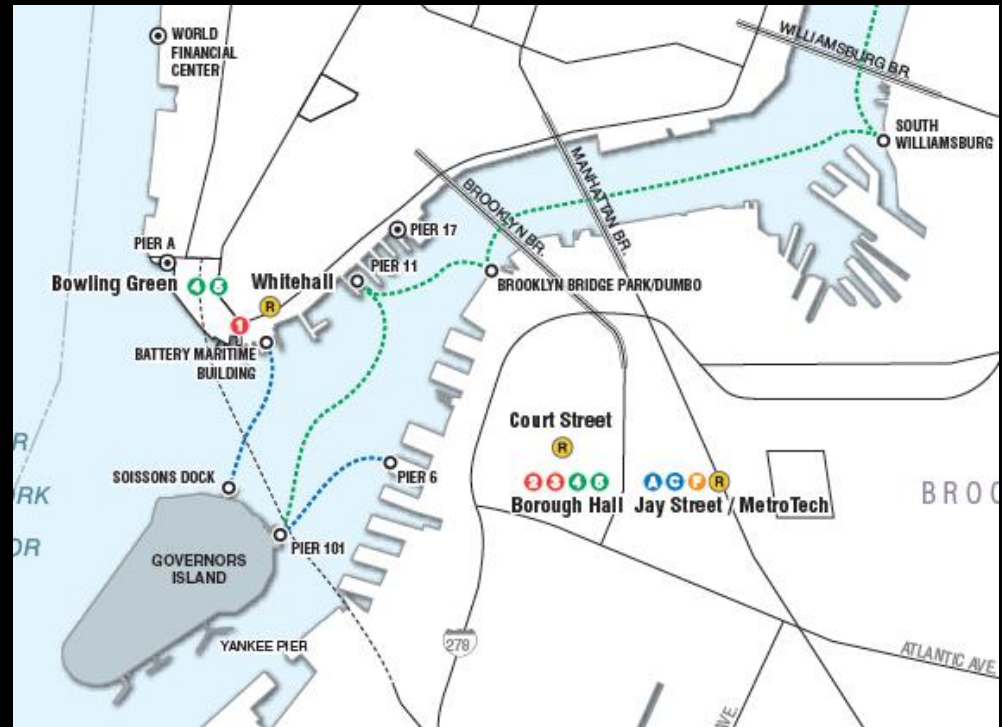 WORLD
FINANCIAL
CENTER
WILLIAMSBURG BR.
SOUTH
WILLIAMSBURG
MANHATTAN BR.
BROOKLYN BR.
PIER 17
PIER A
PIER 11
Bowling Green 4 5
Whitehall
R
BROOKLYN BRIDGE PARK/DUMBO
1
BATTERY MARITIME
BUILDING
Court Street
R
SOISSONS DOCK
PIER 6
2 3 4 5
A C F R
Borough Hall
Jay Street / MetroTech
R
RK
OR
BROO
PIER 101
GOVERNORS
ISLAND
YANKEE PIER
278
ATLANTIC AVE
AVE.